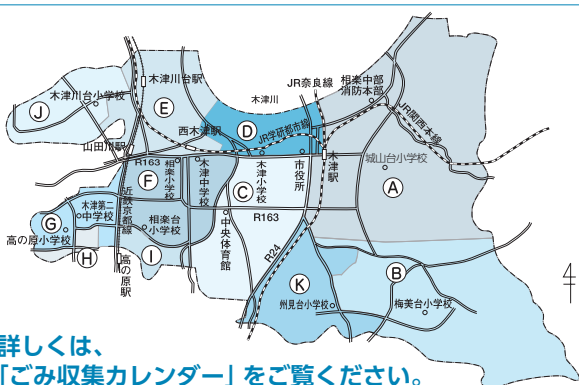 木津川台駅
木津川
JR奈良線
相楽中部
消防本部
木津川台小学校
J
E
D
西木津駅
JR学研都市線
JR関西本線
山田川駅
R163
相楽小学校
木津中学校
木津小学校
市役所
木津駅
城山台小学校
A
F
C
木津第二
中学校
近鉄京都線
相楽台
小学校
中央体育館
R163
G
高の原小学校
H
高の原駅
I
R24
K
州見台小学校
B
梅美台小学校
詳しくは、
「ごみ収集カレンダー」をご覧ください。